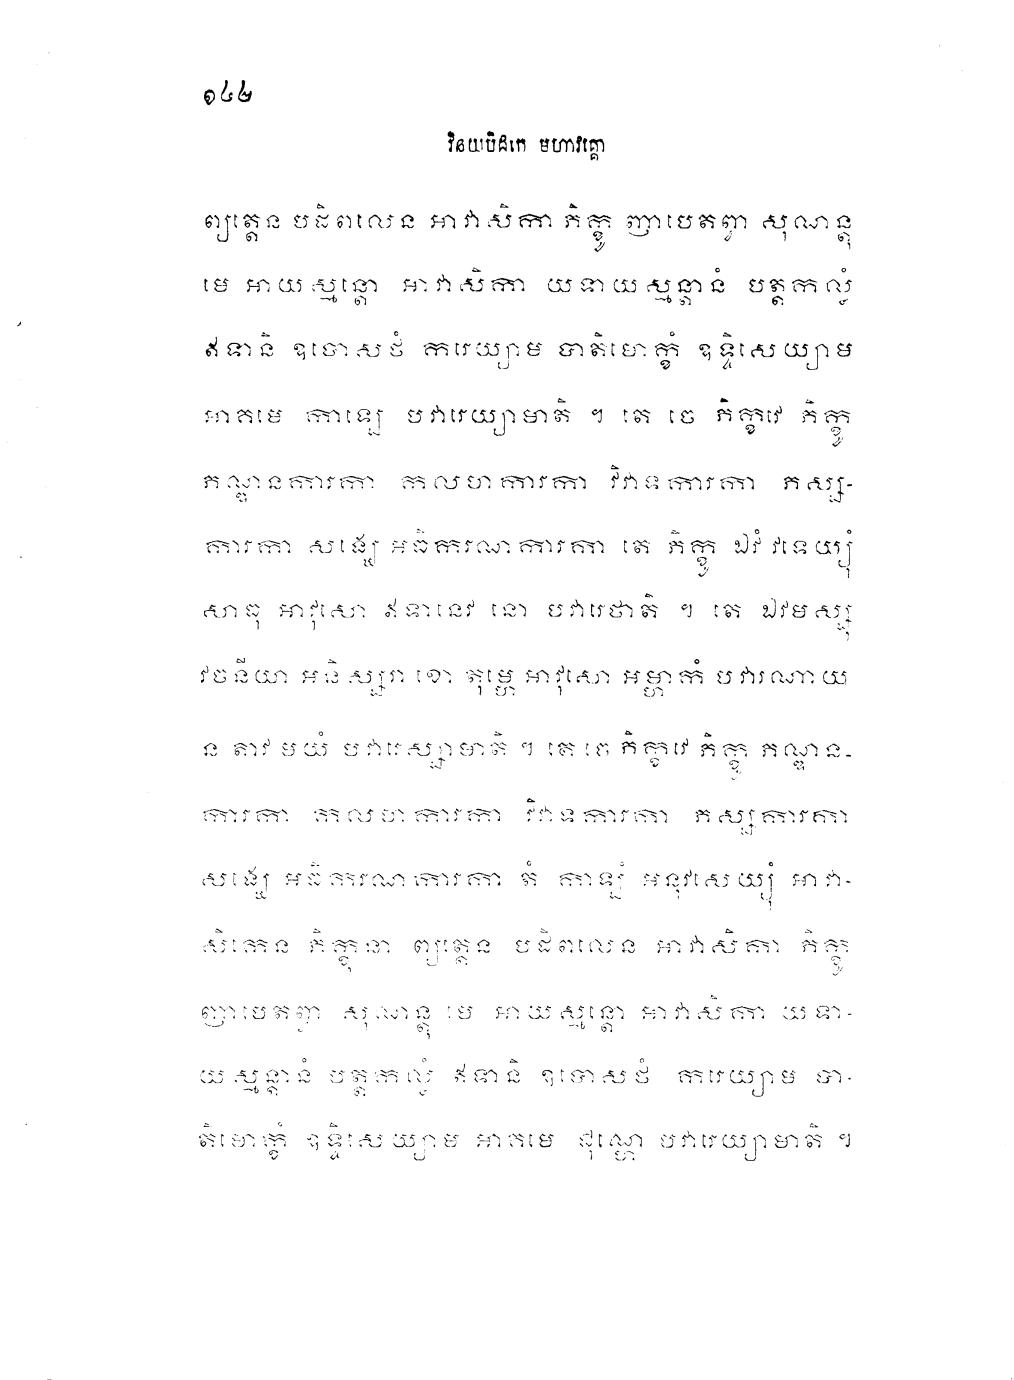 ១៤៤
វិនយបិដកេ មហាវគ្គោ
ព្យត្តេន បដិពលេន អាវាសិកា ភិក្ខូ ញាបេតព្វា សុណន្តុ
មេ អាយស្មន្តោ អាវាសិកា យទាយស្មន្តានំ បត្តកល្លំ
ឥទានិ ឧបោសថំ ករេយ្យាម បាតិមោក្ខំ ឧទ្ទិសេយ្យាម
អាគមេ កាឡេ បវារេយ្យាមាតិ ។ តេ ចេ ភិក្ខវេ ភិក្ខូ
ភណ្ឌនការកា កលហការកា វិវាទការកា ភស្ស-
ការកា សង្ឃេ អធិករណការកា តេ ភិក្ខូ ឯវំ វទេយ្យុំ
សាធុ អាវុសោ ឥទានេវ នោ បវារេថាតិ ។ តេ ឯវមស្សុ
វចនីយា អនិស្សរា ខោ តុម្ហេ អាវុសោ អម្ហាកំ បវារណាយ
ន តាវ មយំ បវារេស្សាមាតិ ។ តេ ចេ ភិក្ខវេ ភិក្ខូ ភណ្ឌន-
ការកា កលហការកា វិវាទការកា ភស្សការកា
សង្ឃេ អធិករណការកា តំ កាឡំ អនុវសេយ្យុំ អាវា-
សិកេន ភិក្ខុនា ព្យត្តេន បដិពលេន អាវាសិកា ភិក្ខូ
ញាបេតព្វា សុណន្តុ មេ អាយស្មន្តោ អាវាសិកា យទា-
យស្មន្តានំ បត្តកល្លំ ឥទានិ ឧបោសថំ ករេយ្យាម បា-
តិមោក្ខំ ឧទ្ទិសេយ្យាម អាគមេ ជុណ្ហេ បវារេយ្យាមាតិ ។